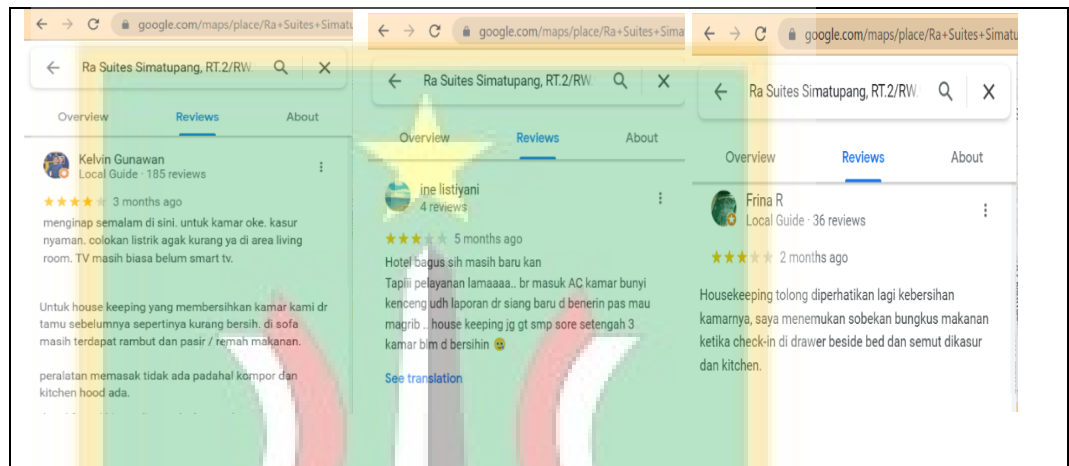 google.com/maps/place/Ra+Suites+Simatu
Ra Suites Simatupang, RT.2/RW.
Overview Reviews About
Kelvin Gunawan
Local Guide · 185 reviews
3 months ago
menginap semalam di sini. untuk kamar oke. kasur
nyaman. colokan listrik agak kurang ya di area living
room. TV masih biasa belum smart tv.
Untuk house keeping yang membersihkan kamar kami dr
tamu sebelumnya sepertinya kurang bersih. di sofa
masih terdapat rambut dan pasir / remah makanan.
peralatan memasak tidak ada padahal kompor dan
kitchen hood ada.
google.com/maps/place/Ra+Suites+Sima
Ra Suites Simatupang, RT.2/RW.
Overview Reviews About
ine listiyani
4 reviews
5 months ago
Hotel bagus sih masih baru kan
Tapiii pelayanan lamaaaa.. br masuk AC kamar bunyi
kenceng udh laporan dr siang baru d benerin pas mau
magrib .. house keeping jg gt smp sore setengah 3
kamar blm d bersihin 😢
See translation
google.com/maps/place/Ra+Suites+Simatu
Ra Suites Simatupang, RT.2/RW.
Overview Reviews About
Frina R
Local Guide · 36 reviews
2 months ago
Housekeeping tolong diperhatikan lagi kebersihan
kamarnya, saya menemukan sobekan bungkus makanan
ketika check-in di drawer beside bed dan semut dikasur
dan kitchen.